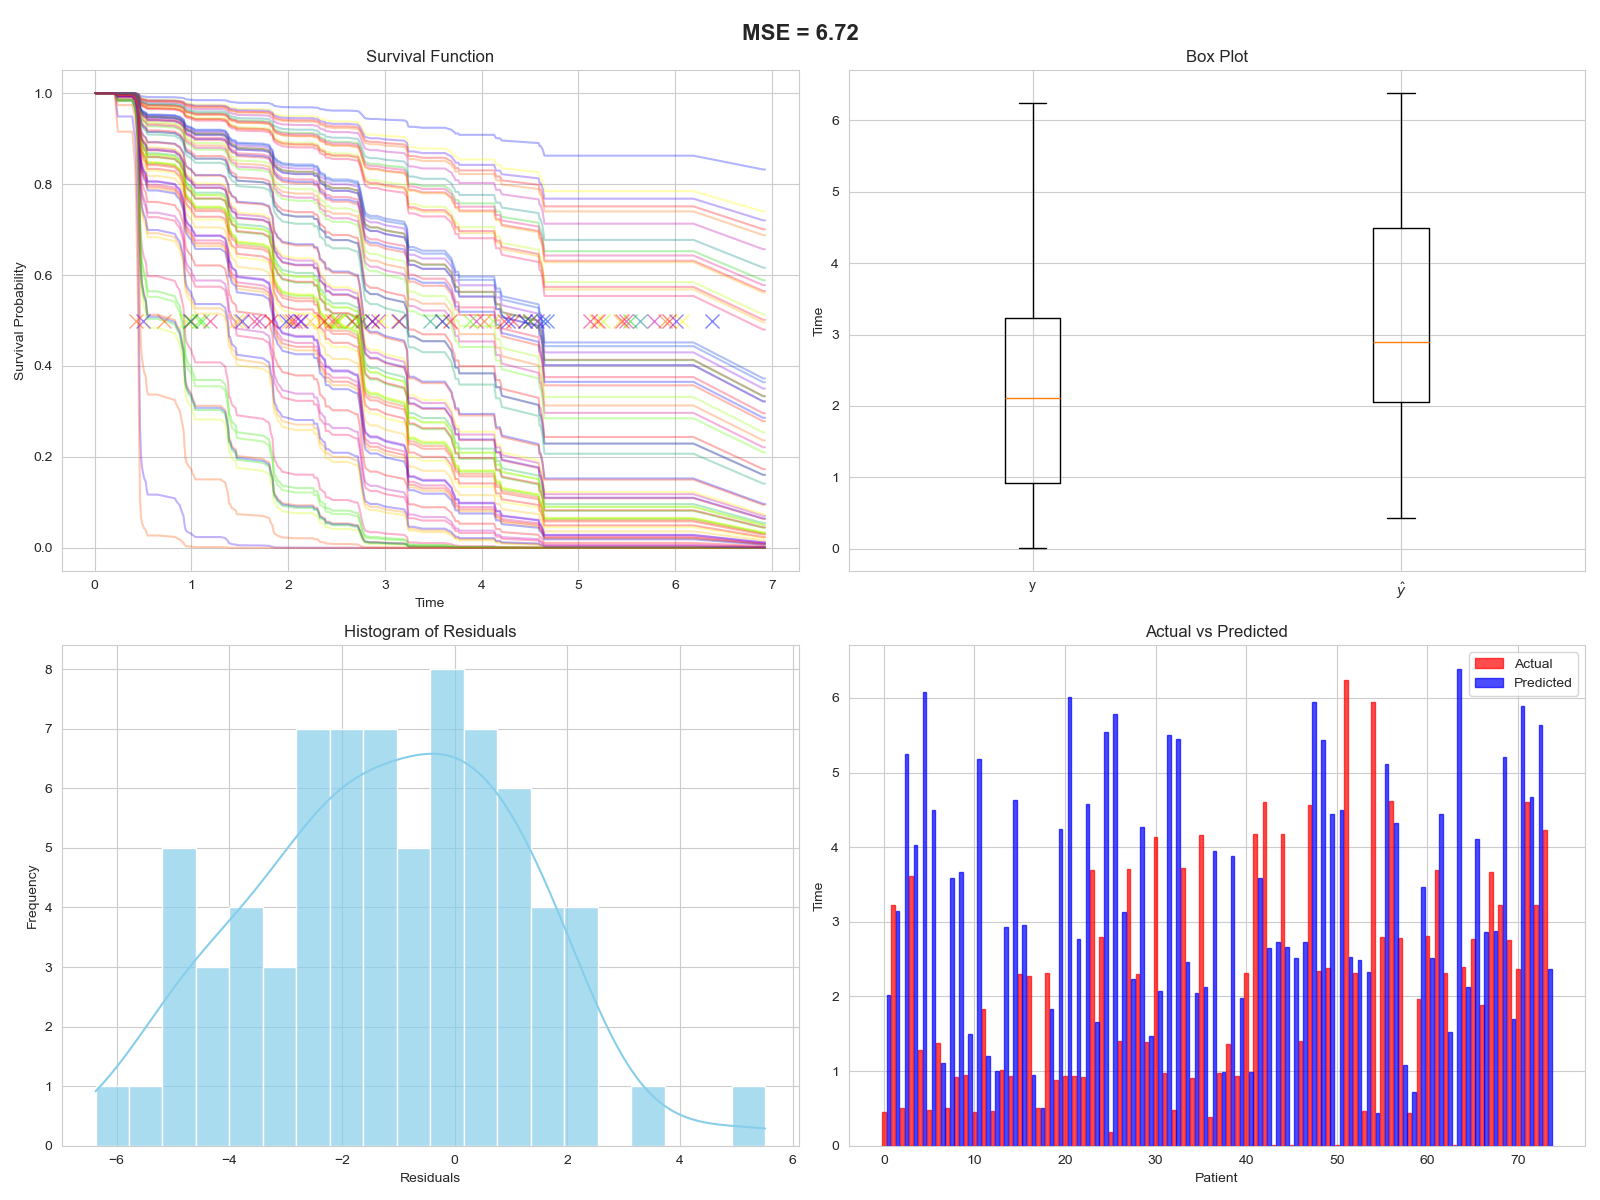 MSE = 6.72
Survival Function
Survival Probability
1.0
0.8
0.6
0.4
0.2
0.0
0 1 2 3 4 5 6 7
Time
Box Plot
Time
6
5
4
3
2
1
0
y ŷ
Histogram of Residuals
Frequency
8
7
6
5
4
3
2
1
0
−6 −4 −2 0 2 4 6
Residuals
Actual vs Predicted
Actual
Predicted
Time
6
5
4
3
2
1
0
0 10 20 30 40 50 60 70
Patient